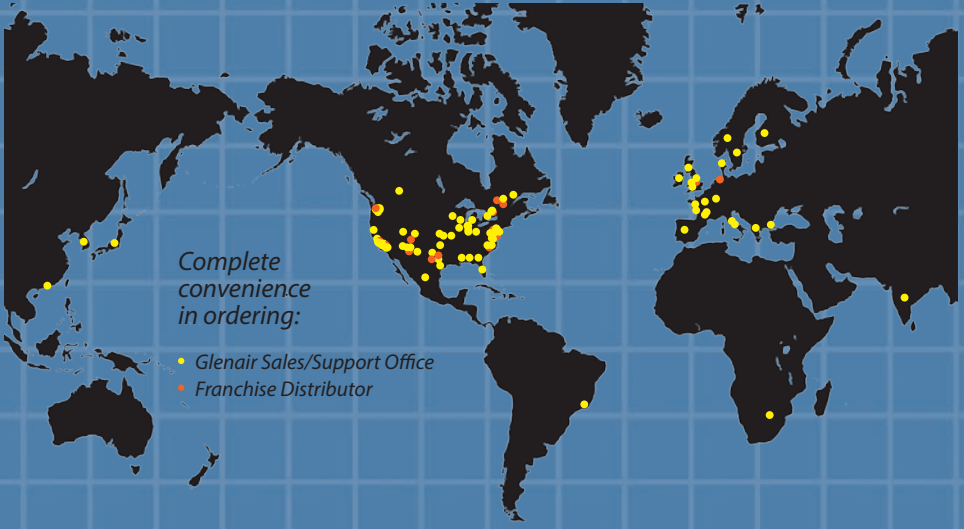 Complete
convenience
in ordering:
Glenair Sales/Support Office
Franchise Distributor